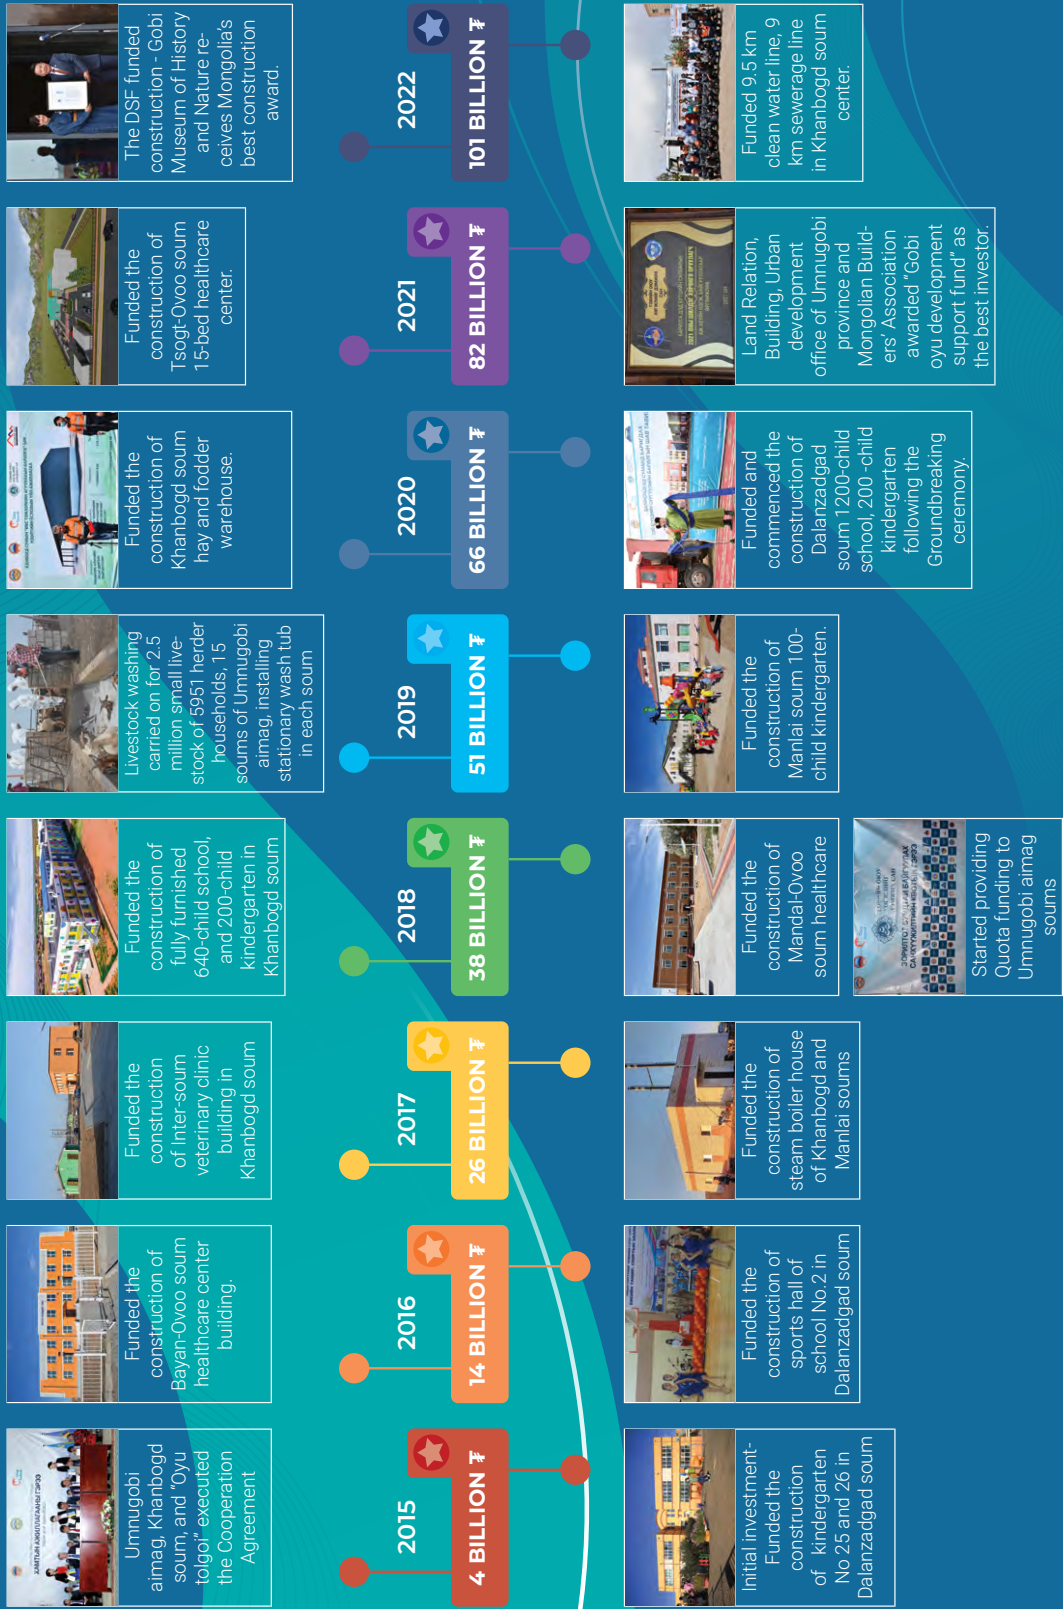 ХАМТЫН АЖИЛЛАГААНЫ ГЭРЭЭ
Umnugobi
aimag, Khanbogd
soum, and "Oyu
tolgoi" executed
the Cooperation
Agreement
Funded the
construction of
Bayan-Ovoo soum
healthcare center
building.
Funded the
construction
of Inter-soum
veterinary clinic
building in
Khanbogd soum
Funded the
construction of
fully furnished
640-child school,
and 200-child
kindergarten in
Khanbogd soum
Livestock washing
carried on for 2.5
million small live-
stock of 5951 herder
households, 15
soums of Umnugobi
aimag, installing
stationary wash tub
in each soum
Funded the
construction of
Khanbogd soum
hay and fodder
warehouse.
Funded the
construction of
Tsogt-Ovoo soum
15-bed healthcare
center.
The DSF funded
construction - Gobi
Museum of History
and Nature re-
ceives Mongolia's
best construction
award.
2015
4 BILLION ₮
2016
14 BILLION ₮
2017
26 BILLION ₮
2018
38 BILLION ₮
2019
51 BILLION ₮
2020
66 BILLION ₮
2021
82 BILLION ₮
2022
101 BILLION ₮
Initial investment-
Funded the
construction
of kindergarten
No 25 and 26 in
Dalanzadgad soum
Funded the
construction of
sports hall of
school No.2 in
Dalanzadgad soum
Funded the
construction of
steam boiler house
of Khanbogd and
Manlai soums
Funded the
construction of
Mandal-Ovoo
soum healthcare
Started providing
Quota funding to
Umnugobi aimag
soums
Funded the
construction of
Manlai soum 100-
child kindergarten.
Funded and
commenced the
construction of
Dalanzadgad
soum 1200-child
school, 200 -child
kindergarten
following the
Groundbreaking
ceremony.
Land Relation,
Building, Urban
development
office of Umnugobi
province and
Mongolian Build-
ers' Association
awarded "Gobi
oyu development
support fund" as
the best investor.
Funded 9.5 km
clean water line, 9
km sewerage line
in Khanbogd soum
center.